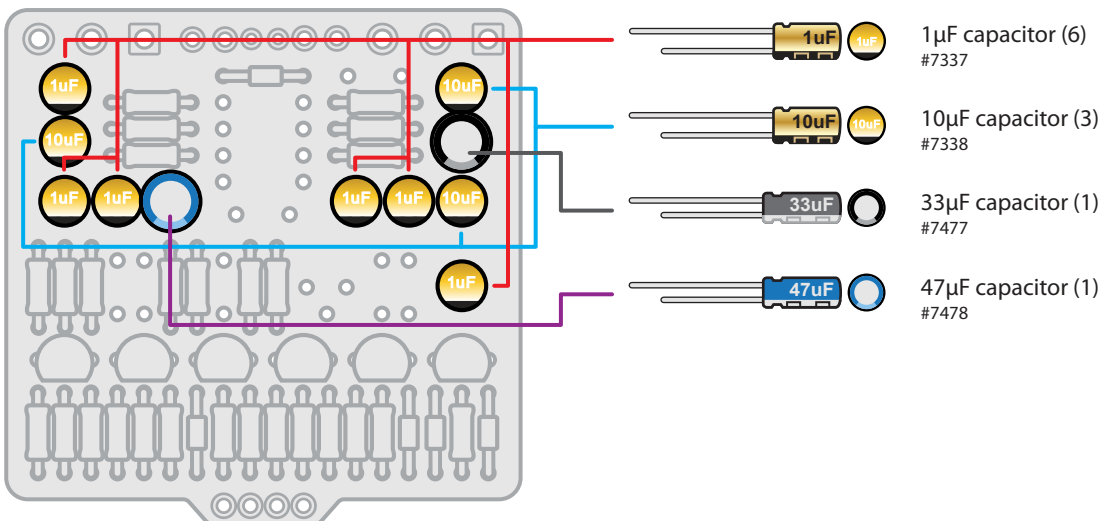 1uF
10uF
10uF
1uF
1uF
1uF
1uF
10uF
1uF
1uF
1uF
1µF capacitor (6)
#7337
10uF
10uF
10µF capacitor (3)
#7338
33uF
33µF capacitor (1)
#7477
47uF
47µF capacitor (1)
#7478